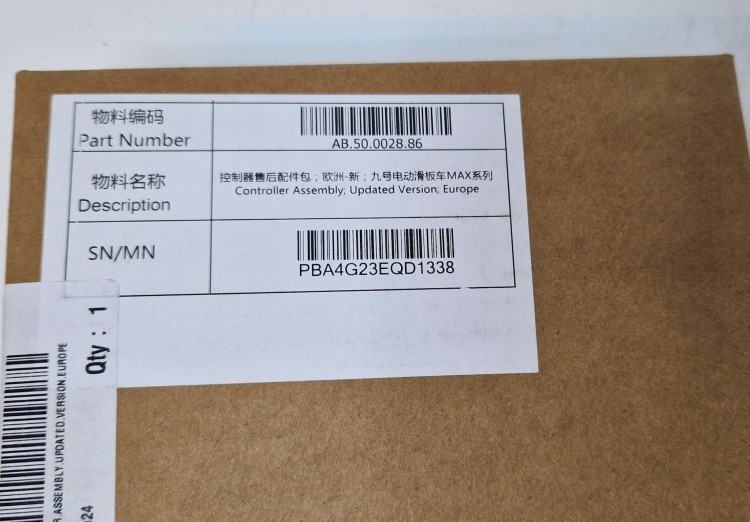 物料编码
Part Number
AB.50.0028.86
物料名称
Description
控制器售后配件包；欧洲-新；九号电动滑板车MAX系列
Controller Assembly; Updated Version; Europe
SN/MN
PBA4G23EQD1338
Qty : 1
R.ASSEMBLY.UPDATED.VERSION.EUROPE